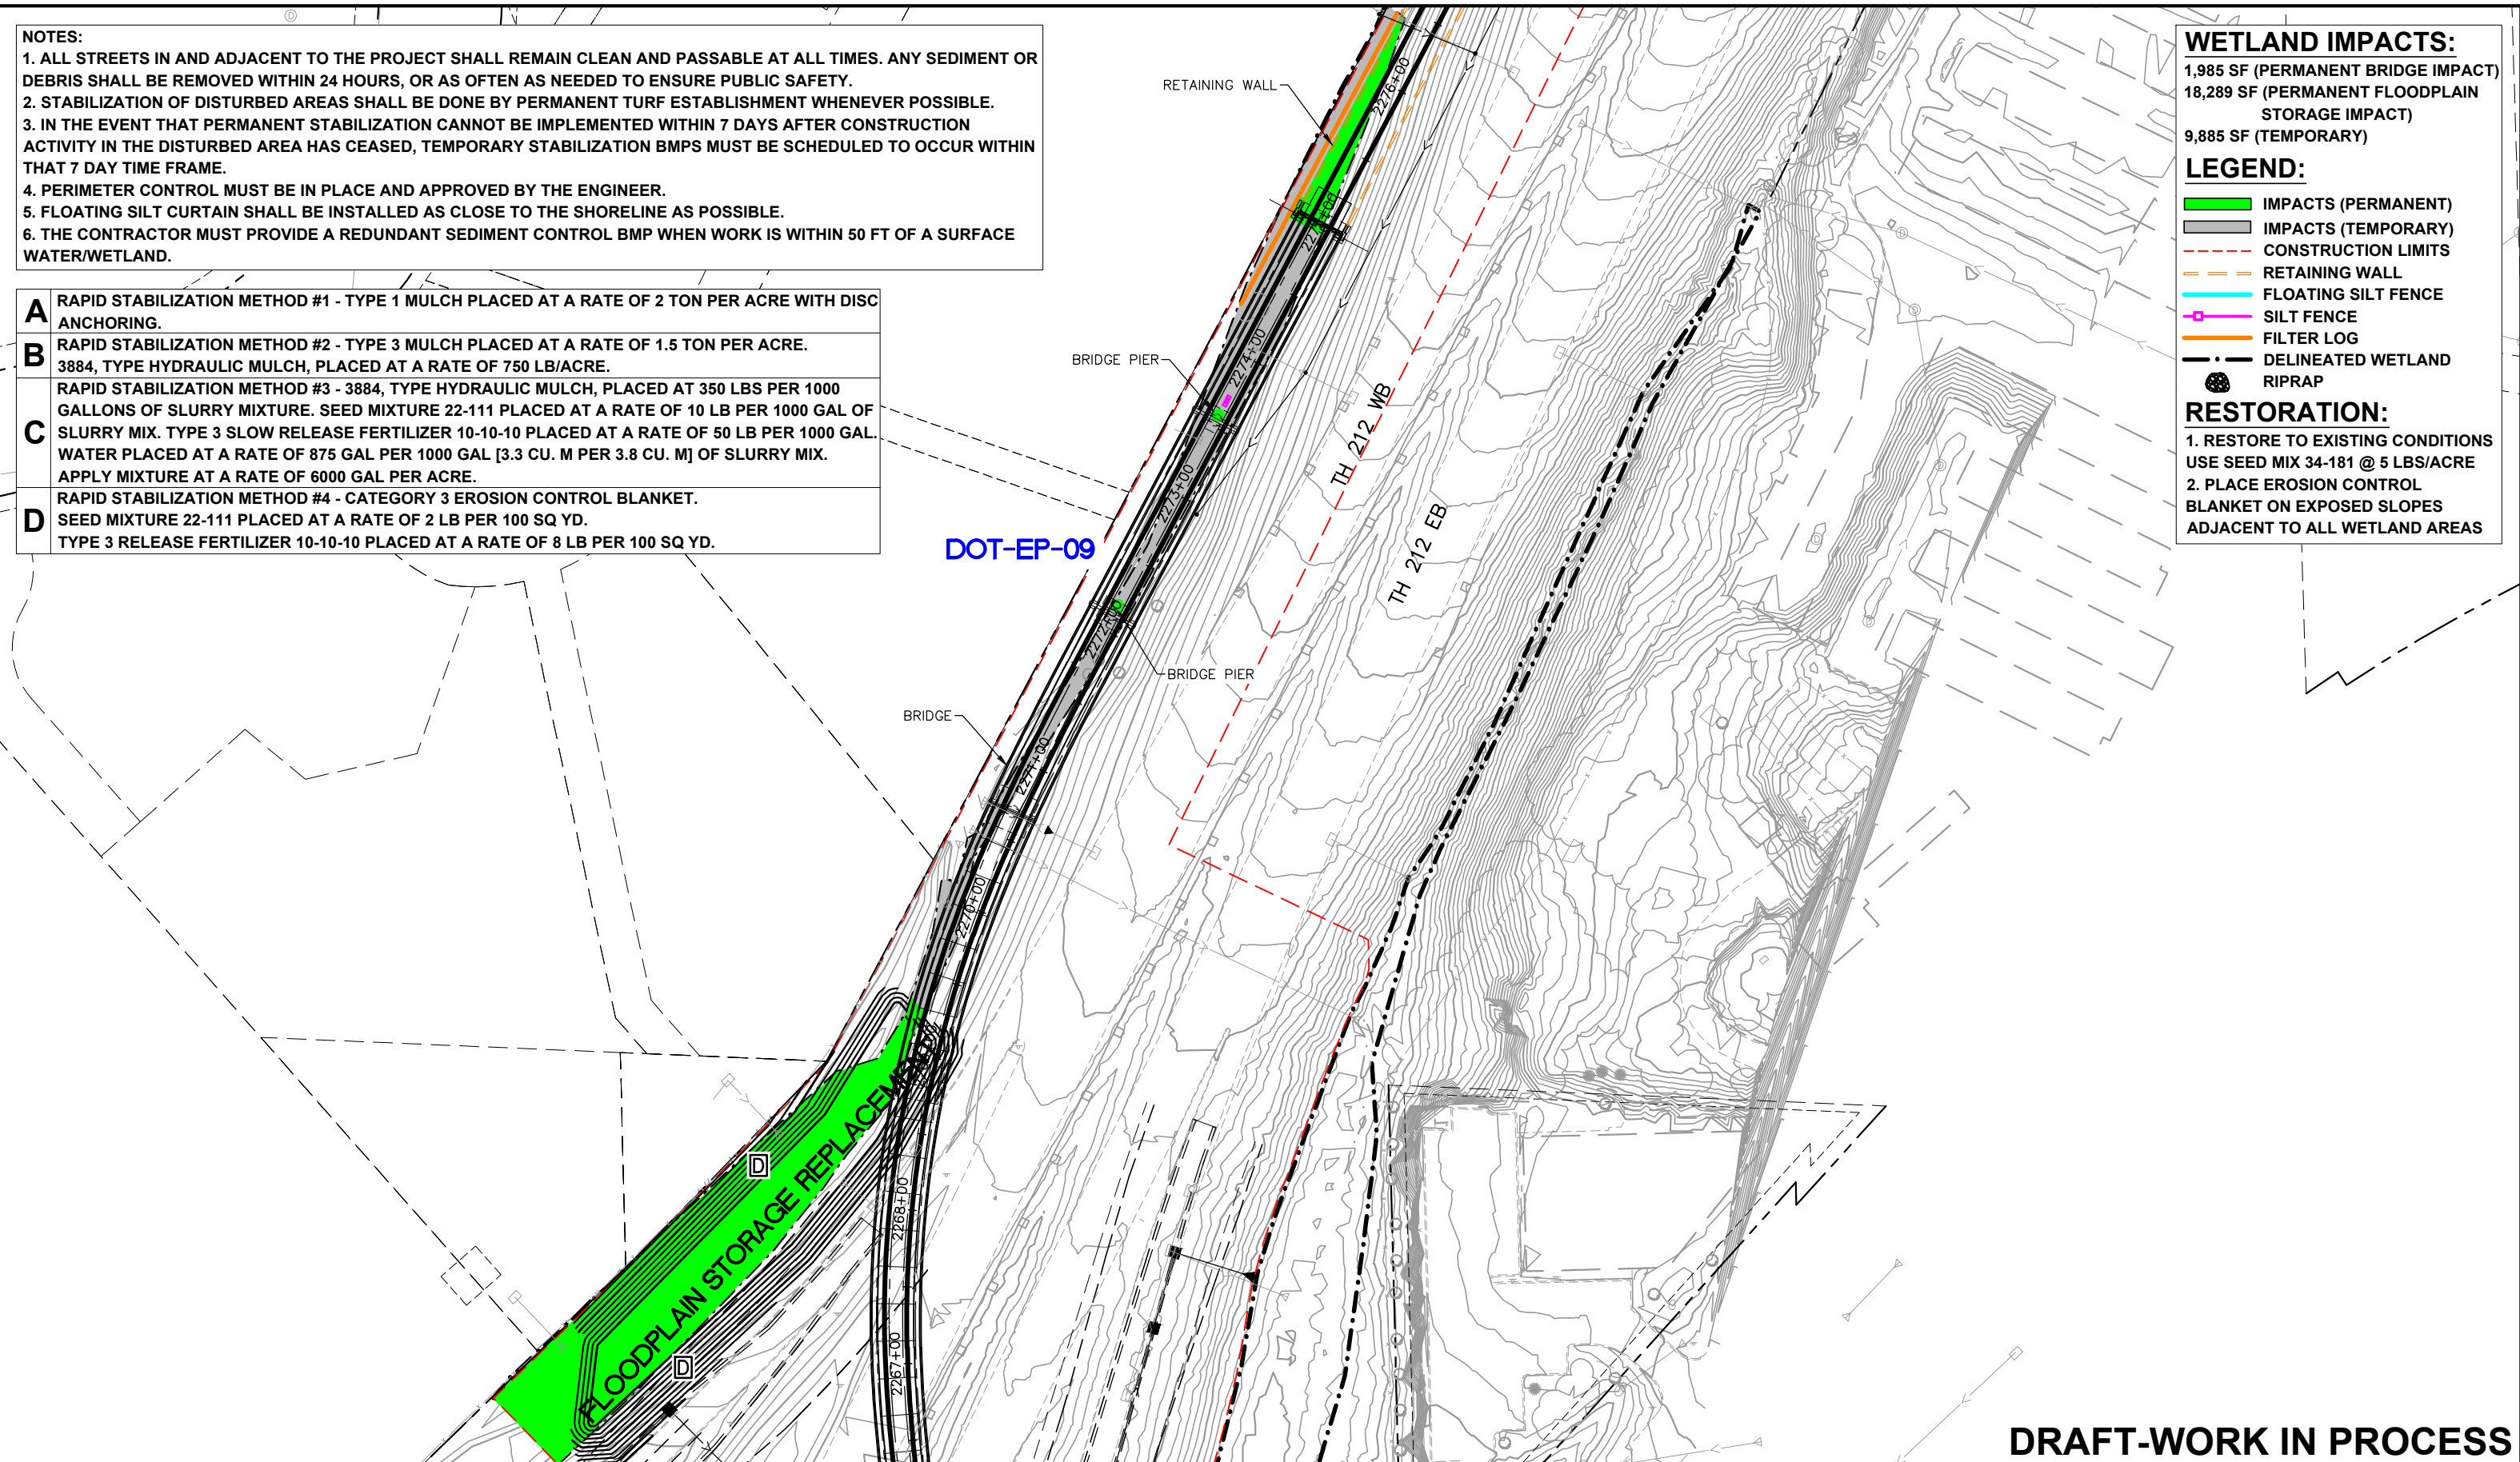 NOTES:
1. ALL STREETS IN AND ADJACENT TO THE PROJECT SHALL REMAIN CLEAN AND PASSABLE AT ALL TIMES. ANY SEDIMENT OR
DEBRIS SHALL BE REMOVED WITHIN 24 HOURS, OR AS OFTEN AS NEEDED TO ENSURE PUBLIC SAFETY.
2. STABILIZATION OF DISTURBED AREAS SHALL BE DONE BY PERMANENT TURF ESTABLISHMENT WHENEVER POSSIBLE.
3. IN THE EVENT THAT PERMANENT STABILIZATION CANNOT BE IMPLEMENTED WITHIN 7 DAYS AFTER CONSTRUCTION
ACTIVITY IN THE DISTURBED AREA HAS CEASED, TEMPORARY STABILIZATION BMPS MUST BE SCHEDULED TO OCCUR WITHIN
THAT 7 DAY TIME FRAME.
4. PERIMETER CONTROL MUST BE IN PLACE AND APPROVED BY THE ENGINEER.
5. FLOATING SILT CURTAIN SHALL BE INSTALLED AS CLOSE TO THE SHORELINE AS POSSIBLE.
6. THE CONTRACTOR MUST PROVIDE A REDUNDANT SEDIMENT CONTROL BMP WHEN WORK IS WITHIN 50 FT OF A SURFACE
WATER/WETLAND.
A
RAPID STABILIZATION METHOD #1 - TYPE 1 MULCH PLACED AT A RATE OF 2 TON PER ACRE WITH DISC
ANCHORING.
B
RAPID STABILIZATION METHOD #2 - TYPE 3 MULCH PLACED AT A RATE OF 1.5 TON PER ACRE.
3884, TYPE HYDRAULIC MULCH, PLACED AT A RATE OF 750 LB/ACRE.
C
RAPID STABILIZATION METHOD #3 - 3884, TYPE HYDRAULIC MULCH, PLACED AT 350 LBS PER 1000
GALLONS OF SLURRY MIXTURE. SEED MIXTURE 22-111 PLACED AT A RATE OF 10 LB PER 1000 GAL OF
SLURRY MIX. TYPE 3 SLOW RELEASE FERTILIZER 10-10-10 PLACED AT A RATE OF 50 LB PER 1000 GAL.
WATER PLACED AT A RATE OF 875 GAL PER 1000 GAL [3.3 CU. M PER 3.8 CU. M] OF SLURRY MIX.
APPLY MIXTURE AT A RATE OF 6000 GAL PER ACRE.
D
RAPID STABILIZATION METHOD #4 - CATEGORY 3 EROSION CONTROL BLANKET.
SEED MIXTURE 22-111 PLACED AT A RATE OF 2 LB PER 100 SQ YD.
TYPE 3 RELEASE FERTILIZER 10-10-10 PLACED AT A RATE OF 8 LB PER 100 SQ YD.
WETLAND IMPACTS:
1,985 SF (PERMANENT BRIDGE IMPACT)
18,289 SF (PERMANENT FLOODPLAIN
STORAGE IMPACT)
9,885 SF (TEMPORARY)
LEGEND:
IMPACTS (PERMANENT)
IMPACTS (TEMPORARY)
CONSTRUCTION LIMITS
RETAINING WALL
FLOATING SILT FENCE
SILT FENCE
FILTER LOG
DELINEATED WETLAND
RIPRAP
RESTORATION:
1. RESTORE TO EXISTING CONDITIONS
USE SEED MIX 34-181 @ 5 LBS/ACRE
2. PLACE EROSION CONTROL
BLANKET ON EXPOSED SLOPES
ADJACENT TO ALL WETLAND AREAS
RETAINING WALL
2276+00
2274+00
BRIDGE PIER
TH 212 WB
2273+00
TH 212 EB
DOT-EP-09
2272+00
BRIDGE PIER
BRIDGE
2271+00
2270+00
FLOODPLAIN STORAGE REPLACEMENT
D
2268+00
D
2267+00
DRAFT-WORK IN PROCESS